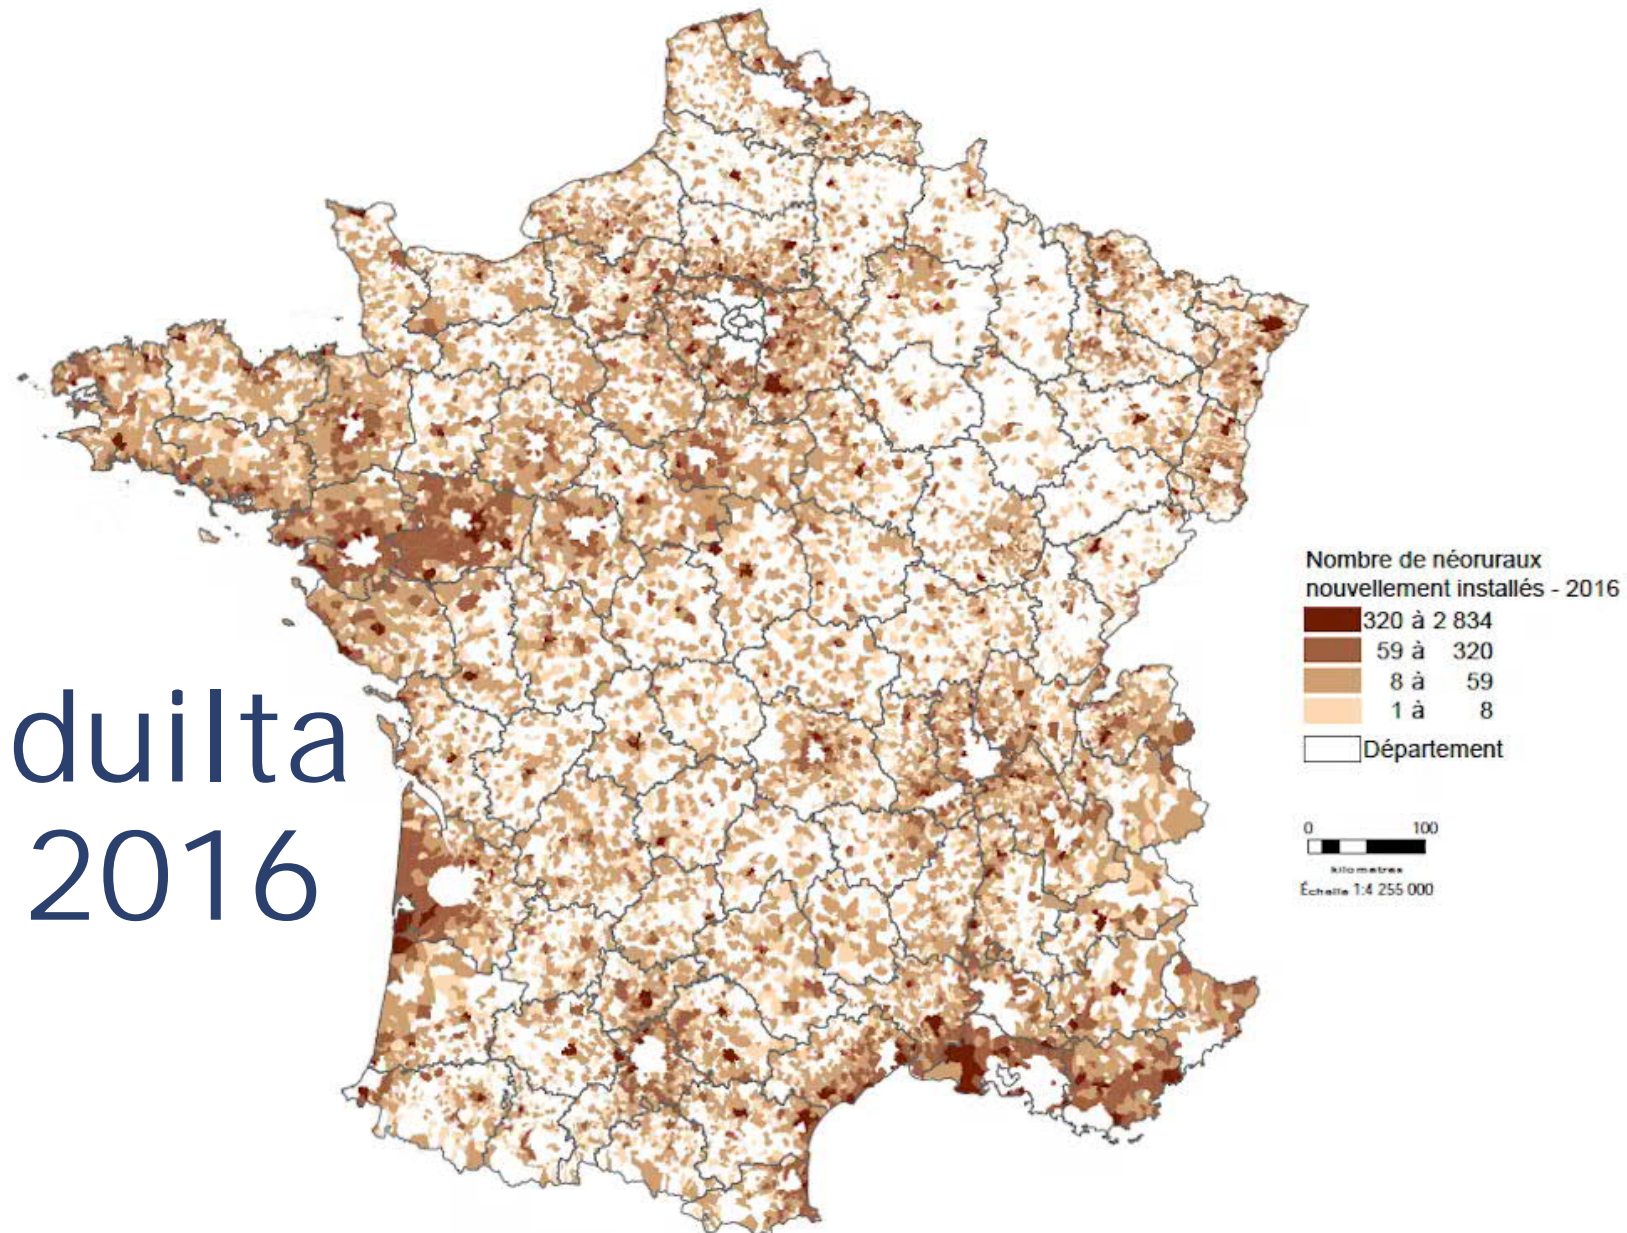 duilta
2016
Nombre de néoruraux
nouvellement installés - 2016
320 à 2 834
59 à 320
8 à 59
1 à 8
Département
0 100
kilometres
Échelle 1:4 255 000